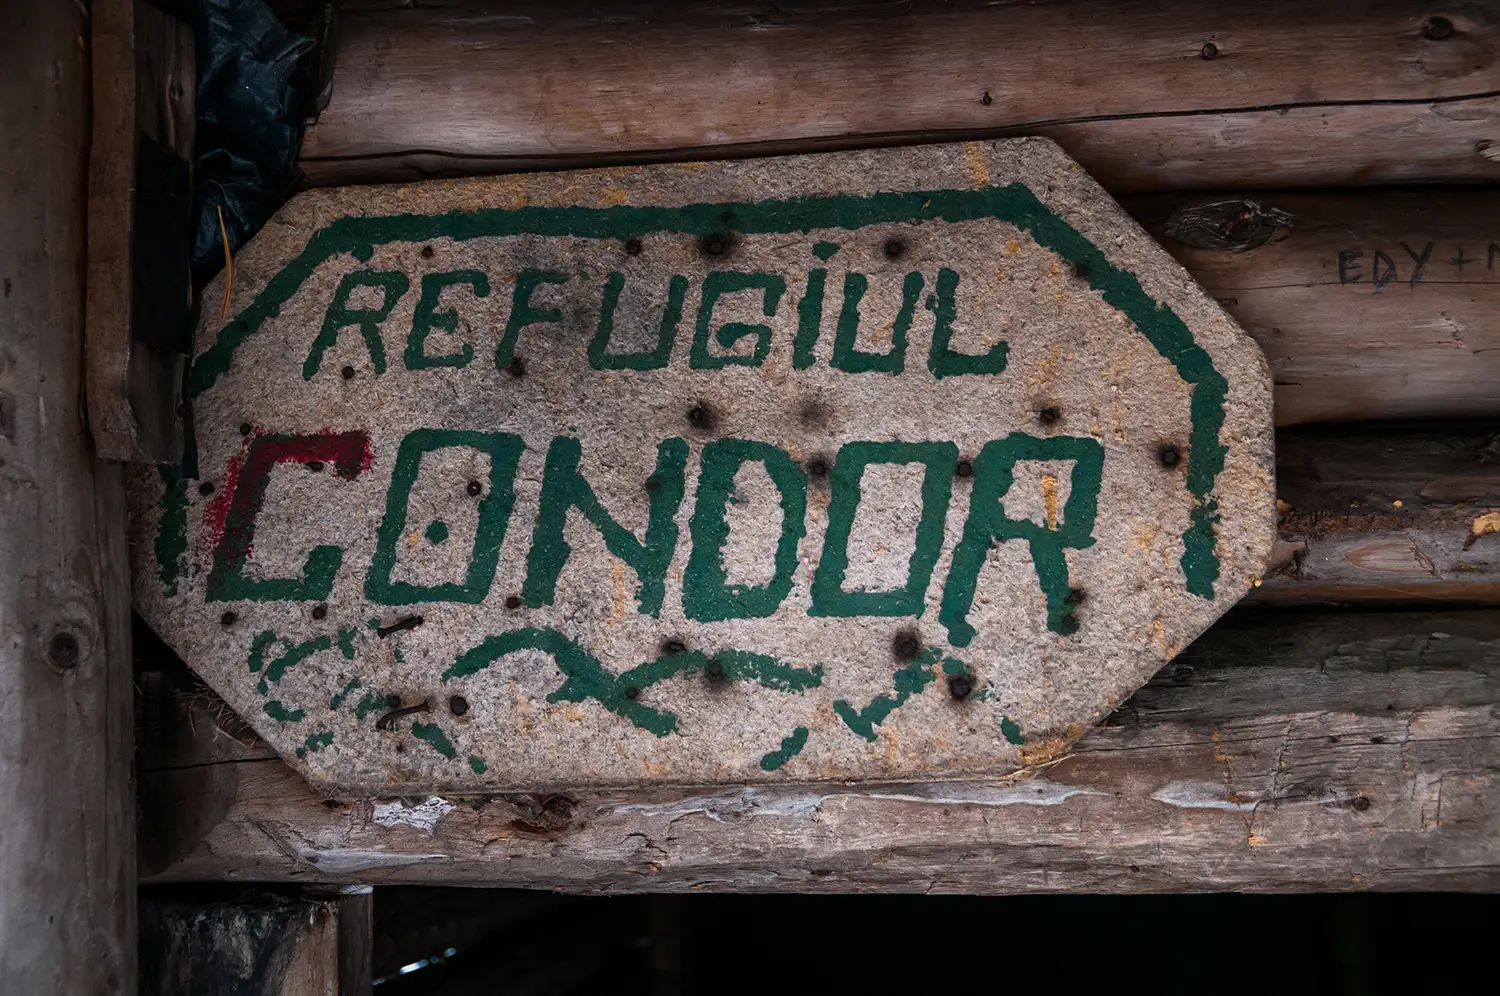 REFUGIUL
CONDOR
EDY +